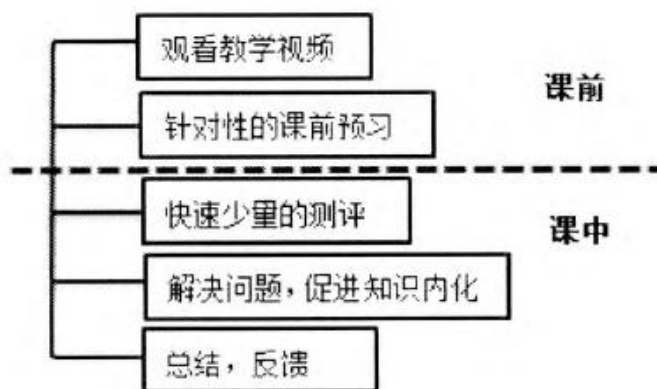 观看教学视频
课前
针对性的课前预习
快速少量的测评
课中
解决问题，促进知识内化
总结，反馈